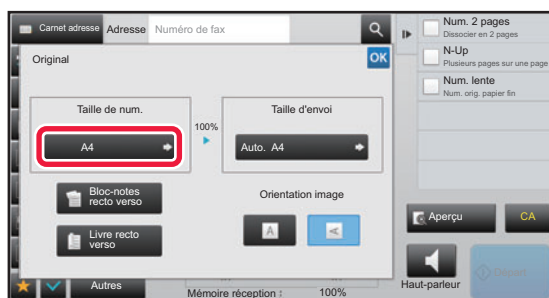 Carnet adresse
Adresse
Numéro de fax
Original
OK
Taille de num.
A4
100%
Taille d'envoi
Auto. A4
Bloc-notes
recto verso
Livre recto
verso
Orientation image
A
A
Autres
Mémoire réception :
100%
Num. 2 pages
Dissocier en 2 pages
N-Up
Plusieurs pages sur une page
Num. lente
Num. orig. papier fin
Aperçu
CA
Haut-parleur
Départ